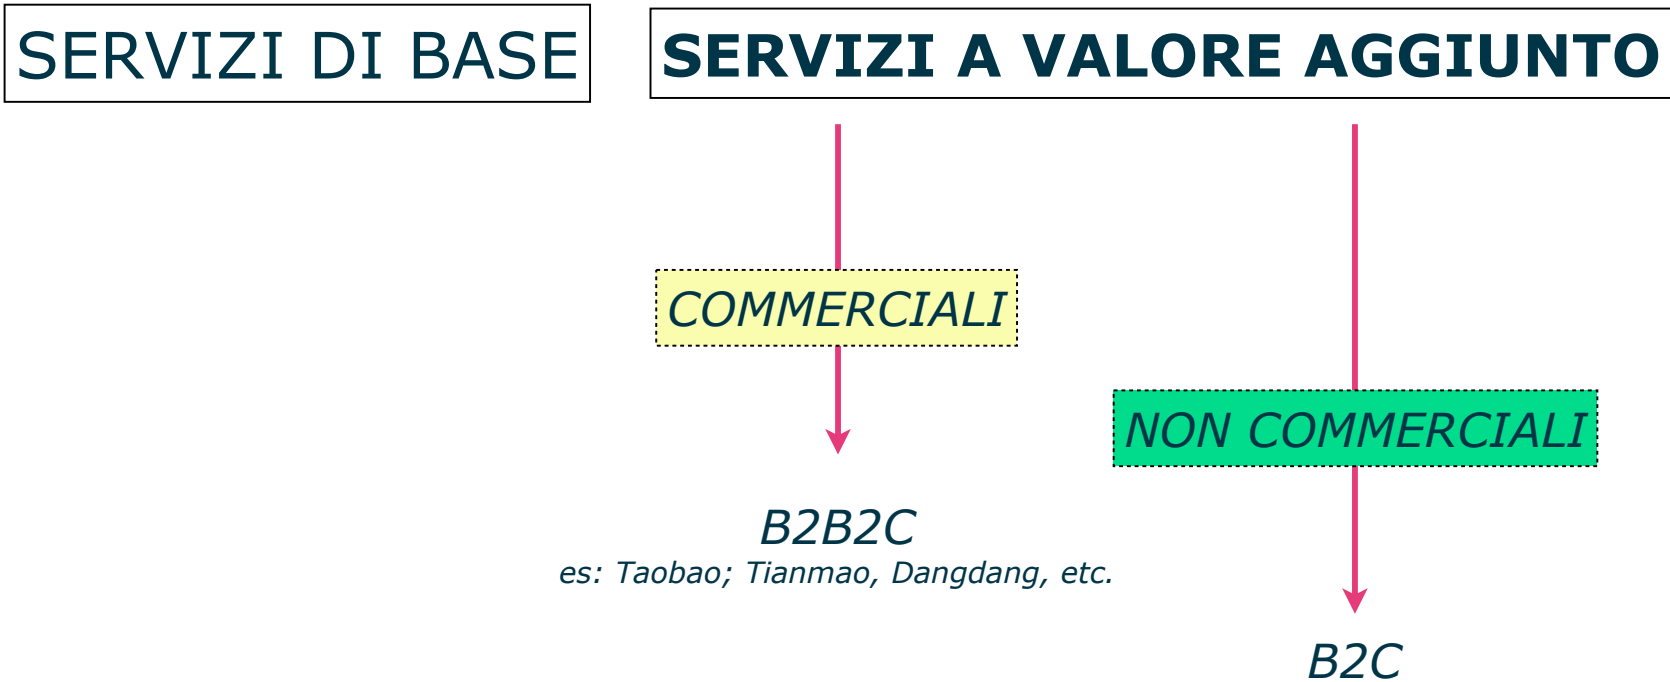 SERVIZI DI BASE
SERVIZI A VALORE AGGIUNTO
COMMERCIALI
NON COMMERCIALI
B2B2C
es: Taobao; Tianmao, Dangdang, etc.
B2C